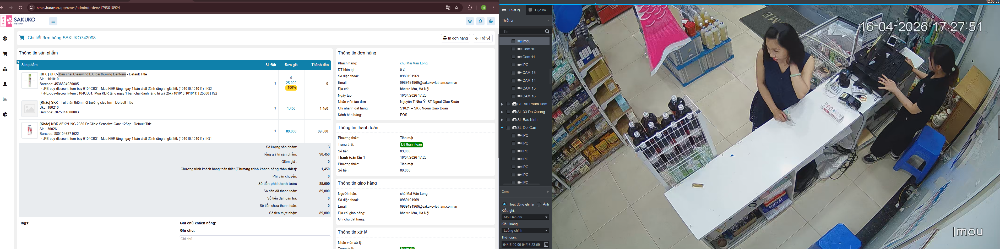 smes.haravan.app/smes/admin/orders/1793010924
M
SAKUKO
VIETNAM
Chi tiết đơn hàng SAKUKO742998
In đơn hàng
Trở về
Thông tin sản phẩm
Sản phẩm SL Đặt Đơn giá Thành tiền
[UFC] UFC- Bàn chải Clearwind EX loại thường Dent-inn - Default Title
Sku: 101010
Barcode: 4538604920005
PE-buy-discount-item-buy 0104CB31: Mua KĐR tặng ngay 1 bàn chải đánh răng trị giá 25k (101010,101011) | IG2
PE-buy-discount-item 0104CB31: Mua KĐR tặng ngay 1 bàn chải đánh răng trị giá 25k (101010,101011) | 25000 | IG2
1
0
25,000
-100%
0
[Khác] SKK - Túi thân thiện môi trường size lớn - Default Title
Sku: 180210
Barcode: 2025041800003
1 1,450 1,450
[Khác] KĐR AEKYUNG 2080 Dr.Clinic Sensitive Care 125gr - Default Title
Sku: 30026
Barcode: 8801046371022
PE-buy-discount-item-buy 0104CB31: Mua KĐR tặng ngay 1 bàn chải đánh răng trị giá 25k (101010,101011) | IG1
1 89,000 89,000
Số lượng sản phẩm: 3
Tổng giá trị sản phẩm: 90,450
Giảm giá : 0
Chương trình khách hàng thân thiết (Chương trình khách hàng thân thiết): 1,450
Phí vận chuyển: 0
Số tiền phải thanh toán: 89,000
Số tiền đã thanh toán: 89,000
Số tiền đã hoàn trả: 0
Số tiền chưa thanh toán: 0
Số tiền thực nhận: 89,000
Tags:
Ghi chú khách hàng:
Ghi chú:
Ghi chú
Thông tin đơn hàng
Khách hàng: chú Mai Văn Long
DT hiện tại: 0 ₫
Số điện thoại: 0989191969
Email: 0989191969@sakukovietnam.com.vn
Địa chỉ: bắc từ liêm, Hà Nội
Ngày tạo: 16/04/2026 17:28
Nhân viên tạo đơn: Nguyễn T Như Ý- ST Ngoại Giao Đoàn
Chi nhánh đặt hàng: S1021 -- SKK Ngoại Giao Đoàn
Kênh bán hàng: POS
Thông tin thanh toán
Phương thức: Tiền mặt
Trạng thái: Đã thanh toán
Số tiền: 89,000
Thanh toán lần 1 16/04/2026 17:28
Phương thức: Tiền mặt
Số tiền: 89,000
Thông tin giao hàng
Người nhận: chú Mai Văn Long
Số điện thoại: 0989191969
Email: 0989191969@sakukovietnam.com.vn
Địa chỉ giao hàng: bắc từ liêm, Hà Nội
Ghi chú đặt hàng:
Thông tin xử lý
Nhân viên xử lý:
Trạng thái: Hoàn tất
12:00:33
Thiết bị Cục bộ
Thiết bị
Tìm
Imou
Cam 10
Cam 11
IPC
CAM 13
CAM 14
CAM 15
CAM 16
ST. Vu Pham Ham
St. 33 Do Quang
St. Bac Ninh
St. Doi Can
IPC
IPC
IPC
IPC
IPC
IPC
IPC
Xem
Hoạt động ghi lại Ảnh
Kiểu ghi:
Mọi Bản ghi
Kiểu luồng:
Luồng chính
Thời gian:
04/16 00:00-04/16 23:59
16-04-2026 17:27:51
SAKUKO
Double A
Imou